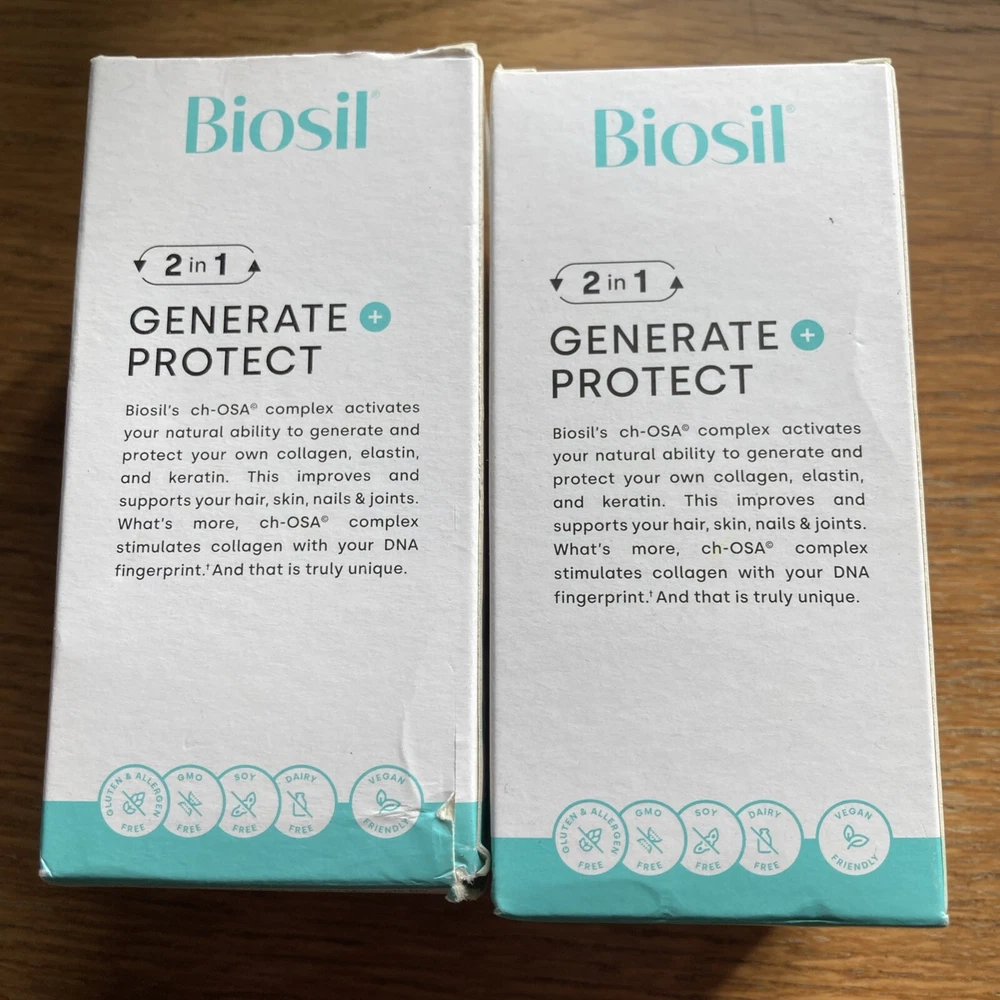 Biosil®
2 in 1
GENERATE +
PROTECT
Biosil's ch-OSA© complex activates
your natural ability to generate and
protect your own collagen, elastin,
and keratin. This improves and
supports your hair, skin, nails & joints.
What's more, ch-OSA© complex
stimulates collagen with your DNA
fingerprint.† And that is truly unique.
GLUTEN & ALLERGEN FREE
GMO FREE
SOY FREE
DAIRY FREE
VEGAN FRIENDLY
Biosil®
2 in 1
GENERATE +
PROTECT
Biosil's ch-OSA© complex activates
your natural ability to generate and
protect your own collagen, elastin,
and keratin. This improves and
supports your hair, skin, nails & joints.
What's more, ch-OSA© complex
stimulates collagen with your DNA
fingerprint.† And that is truly unique.
GLUTEN & ALLERGEN FREE
GMO FREE
SOY FREE
DAIRY FREE
VEGAN FRIENDLY